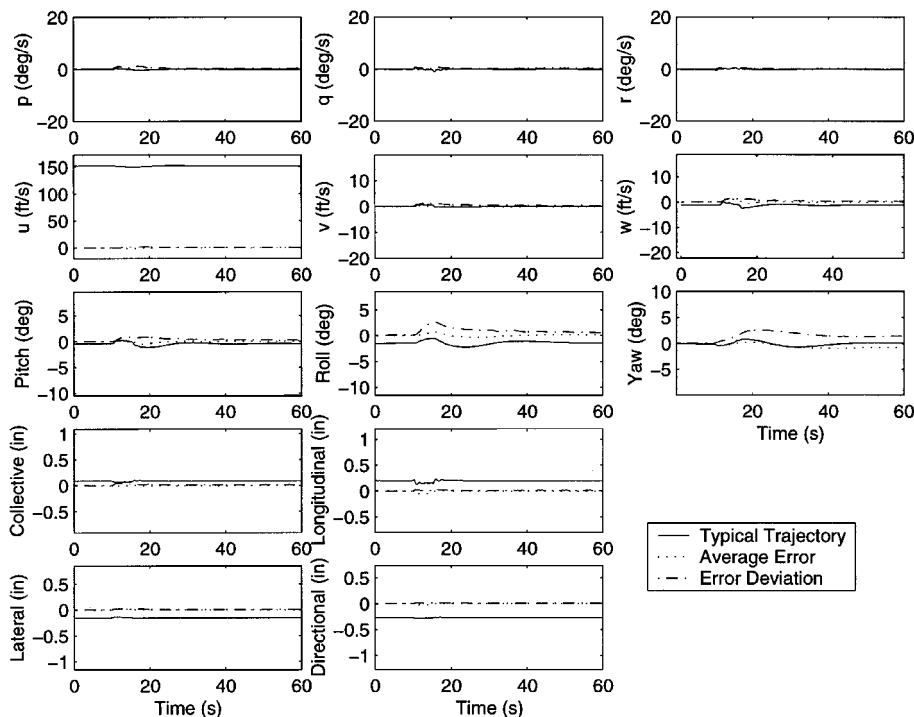 20
0
−20
p (deg/s)
0 20 40 60
20
0
−20
q (deg/s)
0 20 40 60
20
0
−20
r (deg/s)
0 20 40 60
150
100
50
0
u (ft/s)
0 20 40 60
10
0
−10
−20
v (ft/s)
0 20 40 60
10
0
−10
−20
w (ft/s)
0 20 40 60
5
0
−5
−10
Pitch (deg)
0 20 40 60
5
0
−5
−10
Roll (deg)
0 20 40 60
10
5
0
−5
Yaw (deg)
0 20 40 60
Time (s)
1
0.5
0
−0.5
Collective (in)
0 20 40 60
1
0.5
0
−0.5
Longitudinal (in)
0 20 40 60
Typical Trajectory
Average Error
Error Deviation
0.5
0
−0.5
−1
Lateral (in)
0 20 40 60
Time (s)
0.5
0
−0.5
−1
Directional (in)
0 20 40 60
Time (s)